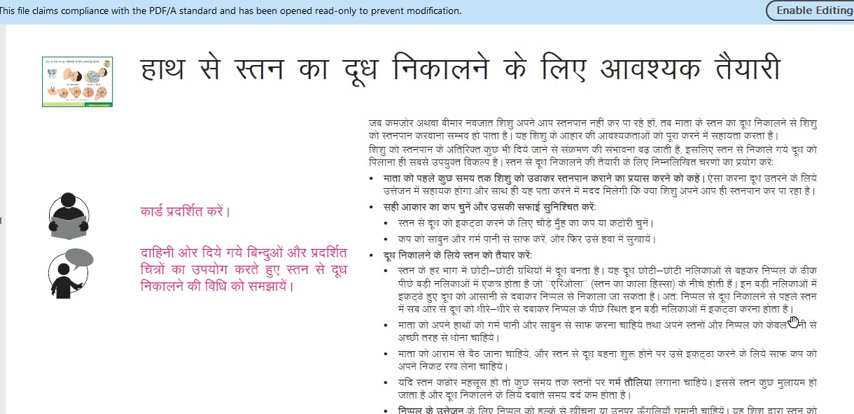 This file claims compliance with the PDF/A standard and has been opened read-only to prevent modification.
Enable Editing
हाथ से स्तन का दूध निकालने के लिए आवश्यक तैयारी
कार्ड प्रदर्शित करें।
दाहिनी ओर दिये गये बिन्दुओं और प्रदर्शित
चित्रों का उपयोग करते हुए स्तन से दूध
निकालने की विधि को समझायें।
जब कमज़ोर अथवा बीमार नवजात शिशु अपने आप स्तनपान नहीं कर पा रहे हों, तब माता के स्तन का दूध निकालने से शिशु
को स्तनपान करवाना सम्भव हो पाता है। यह शिशु के आहार की आवश्यकताओं को पूरा करने में सहायता करता है।
शिशु को स्तनपान के अतिरिक्त कुछ भी दिये जाने से संक्रमण की संभावना बढ़ जाती है, इसलिए स्तन से निकाले गये दूध को
पिलाना ही सबसे उपयुक्त विकल्प है। स्तन से दूध निकालने की तैयारी के लिए निम्नलिखित चरणों का प्रयोग करें:
• माता को पहले कुछ समय तक शिशु को उठाकर स्तनपान कराने का प्रयास करने को कहें। ऐसा करना दूध उतरने के लिये
उत्तेजन में सहायक होगा और साथ ही यह पता करने में मदद मिलेगी कि क्या शिशु अपने आप ही स्तनपान कर पा रहा है।
• सही आकार का कप चुनें और उसकी सफाई सुनिश्चित करें:
• स्तन से दूध को इकट्ठा करने के लिए चौड़े मुँह का कप या कटोरी चुनें।
• कप को साबुन और गर्म पानी से साफ करें, और फिर उसे हवा में सुखायें।
• दूध निकालने के लिये स्तन को तैयार करें:
• स्तन के हर भाग में छोटी–छोटी ग्रंथियों में दूध बनता है। यह दूध छोटी–छोटी नलिकाओं से बहकर निप्पल के ठीक
पीछे बड़ी नलिकाओं में एकत्र होता है जो ''एरिओला'' (स्तन का काला हिस्सा) के नीचे होती हैं। इन बड़ी नलिकाओं में
इकट्ठे हुए दूध को आसानी से दबाकर निप्पल से निकाला जा सकता है। अतः निप्पल से दूध निकालने से पहले स्तन
में सब ओर से दूध को धीरे–धीरे से दबाकर निप्पल के पीछे स्थित इन बड़ी नलिकाओं में इकट्ठा करना होता है।
• माता को अपने हाथों को गर्म पानी और साबुन से साफ करना चाहिये तथा अपने स्तनों और निप्पल को केवल से
अच्छी तरह से धोना चाहिये।
• माता को आराम से बैठ जाना चाहिये, और स्तन से दूध बहना शुरू होने पर उसे इकट्ठा करने के लिये साफ कप को
अपने निकट रख लेना चाहिये।
• यदि स्तन कठोर महसूस हो तो कुछ समय तक स्तनों पर गर्म तौलिया लगाना चाहिये। इससे स्तन कुछ मुलायम हो
जाता है और दूध निकालने के लिये दबाते समय दर्द कम होता है।
• निप्पल के उत्तेजन के लिए निप्पल को हल्के से खींचना या उनपर ऊँगलियाँ घुमानी चाहियें। यह शिशु द्वारा स्तन को